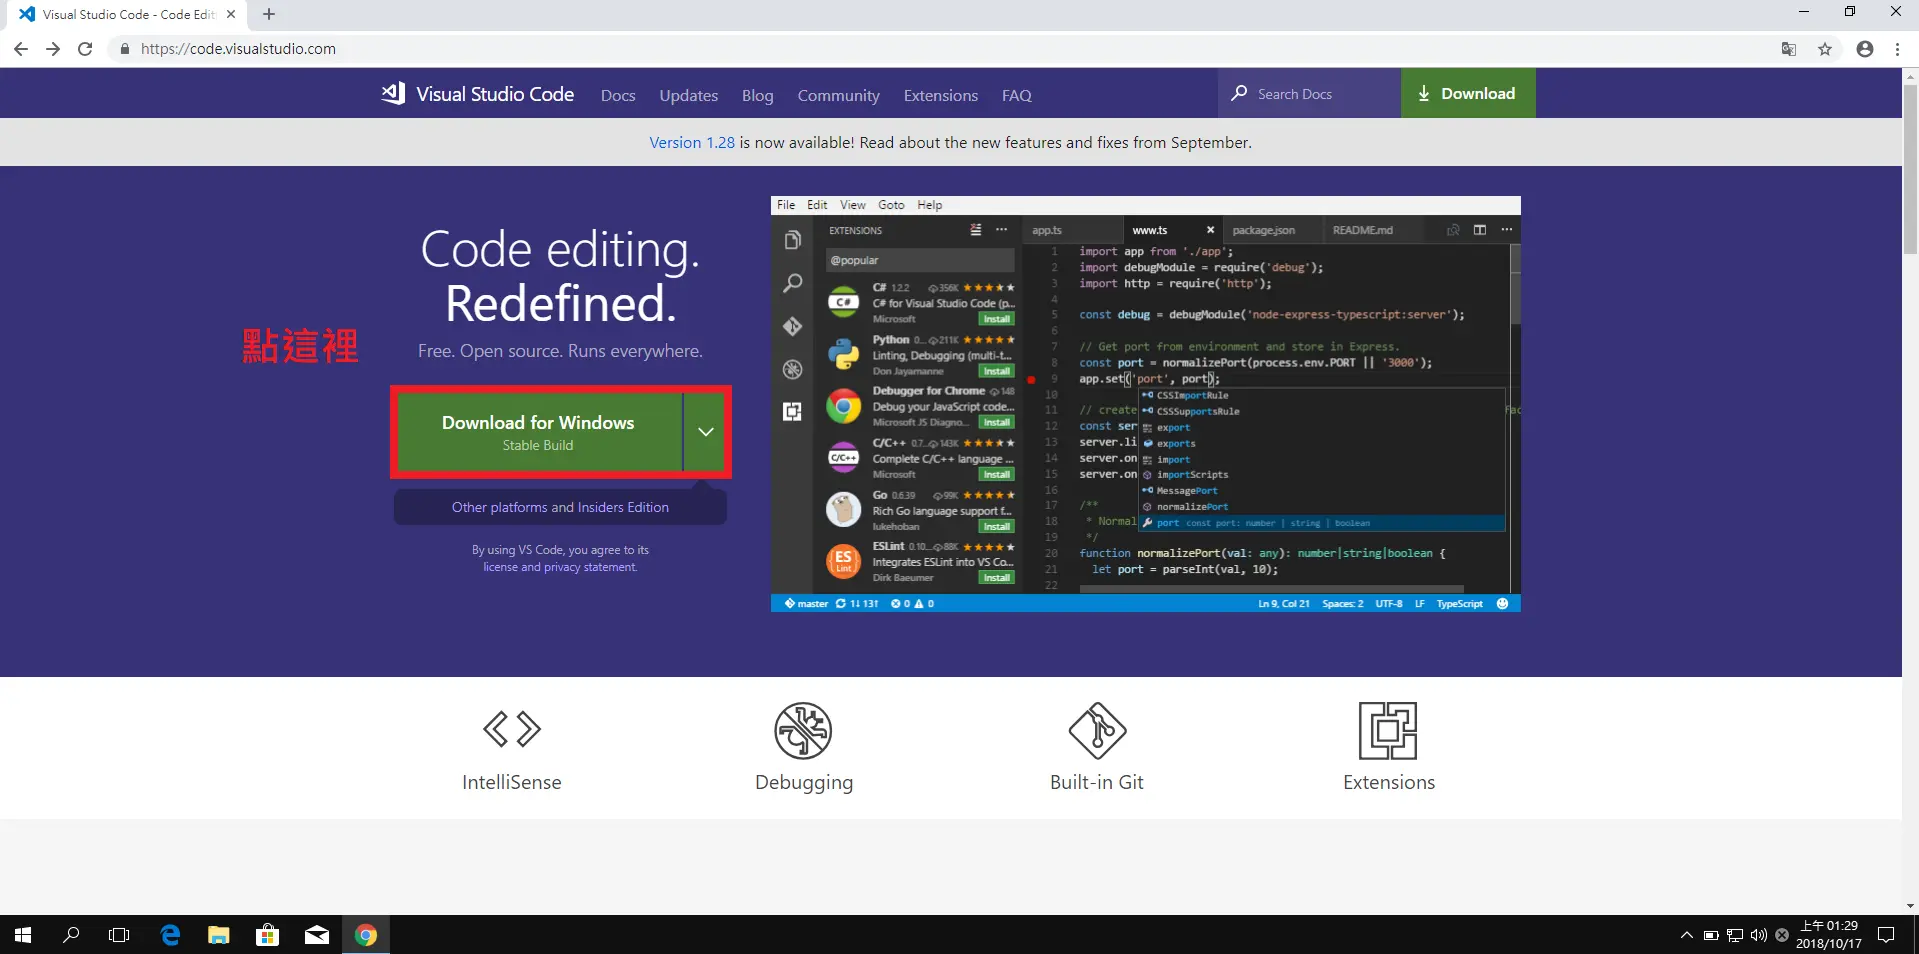 Visual Studio Code - Code Edit
https://code.visualstudio.com
Visual Studio Code
Docs
Updates
Blog
Community
Extensions
FAQ
Search Docs
Download
Version 1.28 is now available! Read about the new features and fixes from September.
Code editing.
Redefined.
Free. Open source. Runs everywhere.
點這裡
Download for Windows
Stable Build
Other platforms and Insiders Edition
By using VS Code, you agree to its
license and privacy statement.
File Edit View Goto Help
EXTENSIONS
@popular
C# 1.2.2 356K
C# for Visual Studio Code (p...
Microsoft
Install
Python 0... 211K
Linting, Debugging (multi-t...
Don Jayamanne
Install
Debugger for Chrome 148
Debug your JavaScript code...
Microsoft JS Diagno...
Install
C/C++ 0.7... 143K
Complete C/C++ language ...
Microsoft
Install
Go 0.6.39 99K
Rich Go language support f...
lukehoban
Install
ESLint 0.10... 88K
Integrates ESLint into VS Co...
Dirk Baeumer
Install
app.ts
www.ts
package.json
README.md
1 import app from './app';
2 import debugModule = require('debug');
3 import http = require('http');
4
5 const debug = debugModule('node-express-typescript:server');
6
7 // Get port from environment and store in Express.
8 const port = normalizePort(process.env.PORT || '3000');
9 app.set('port', port);
10
11 // create
12 const ser
13 server.li
14 server.on
15 server.on
16
17 /**
18 * Normal
19 */
20 function normalizePort(val: any): number|string|boolean {
21 let port = parseInt(val, 10);
22
CSSImportRule
CSSSupportsRule
export
exports
import
importScripts
MessagePort
normalizePort
port const port: number | string | boolean
master 1↓ 13↑ 0 0
Ln 9, Col 21 Spaces: 2 UTF-8 LF TypeScript
IntelliSense
Debugging
Built-in Git
Extensions
上午 01:29
2018/10/17